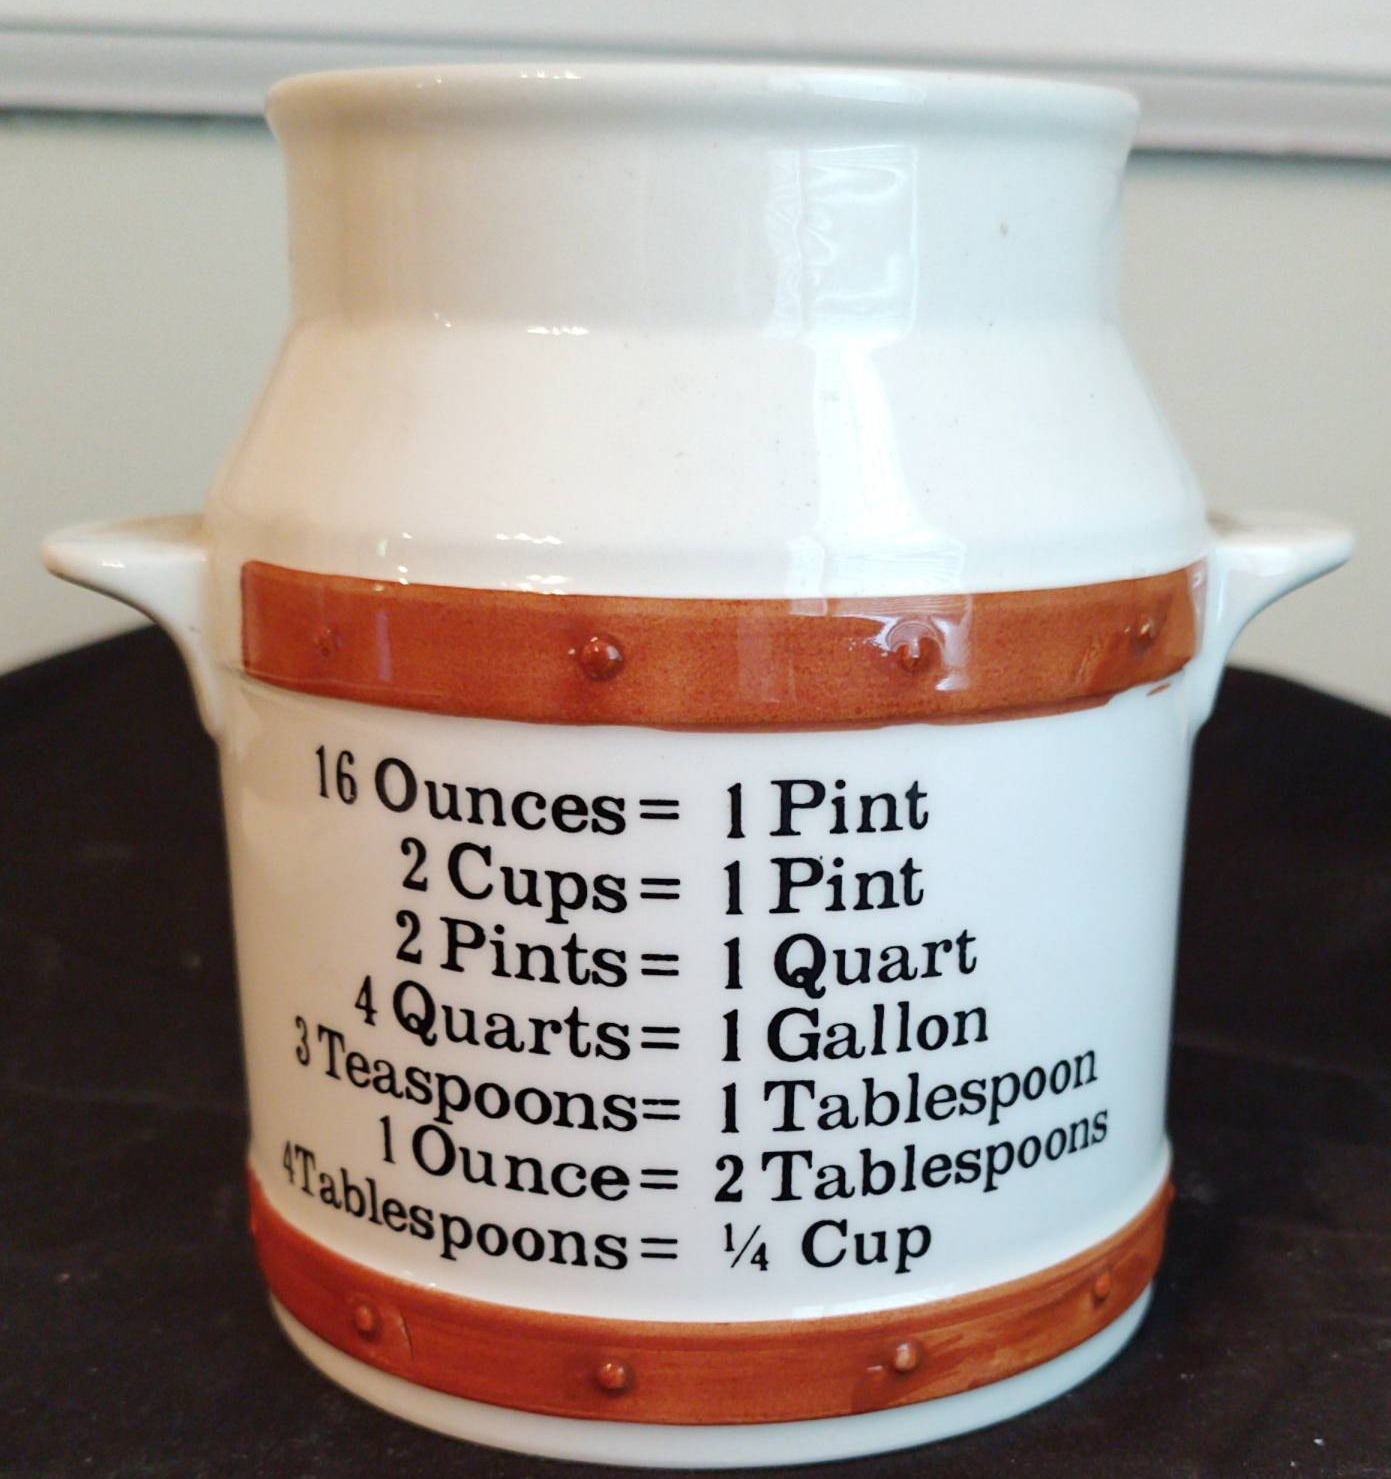 16 Ounces= 1 Pint
2 Cups= 1 Pint
2 Pints= 1 Quart
4 Quarts= 1 Gallon
3 Teaspoons= 1 Tablespoon
1 Ounce= 2 Tablespoons
4Tablespoons= ¼ Cup